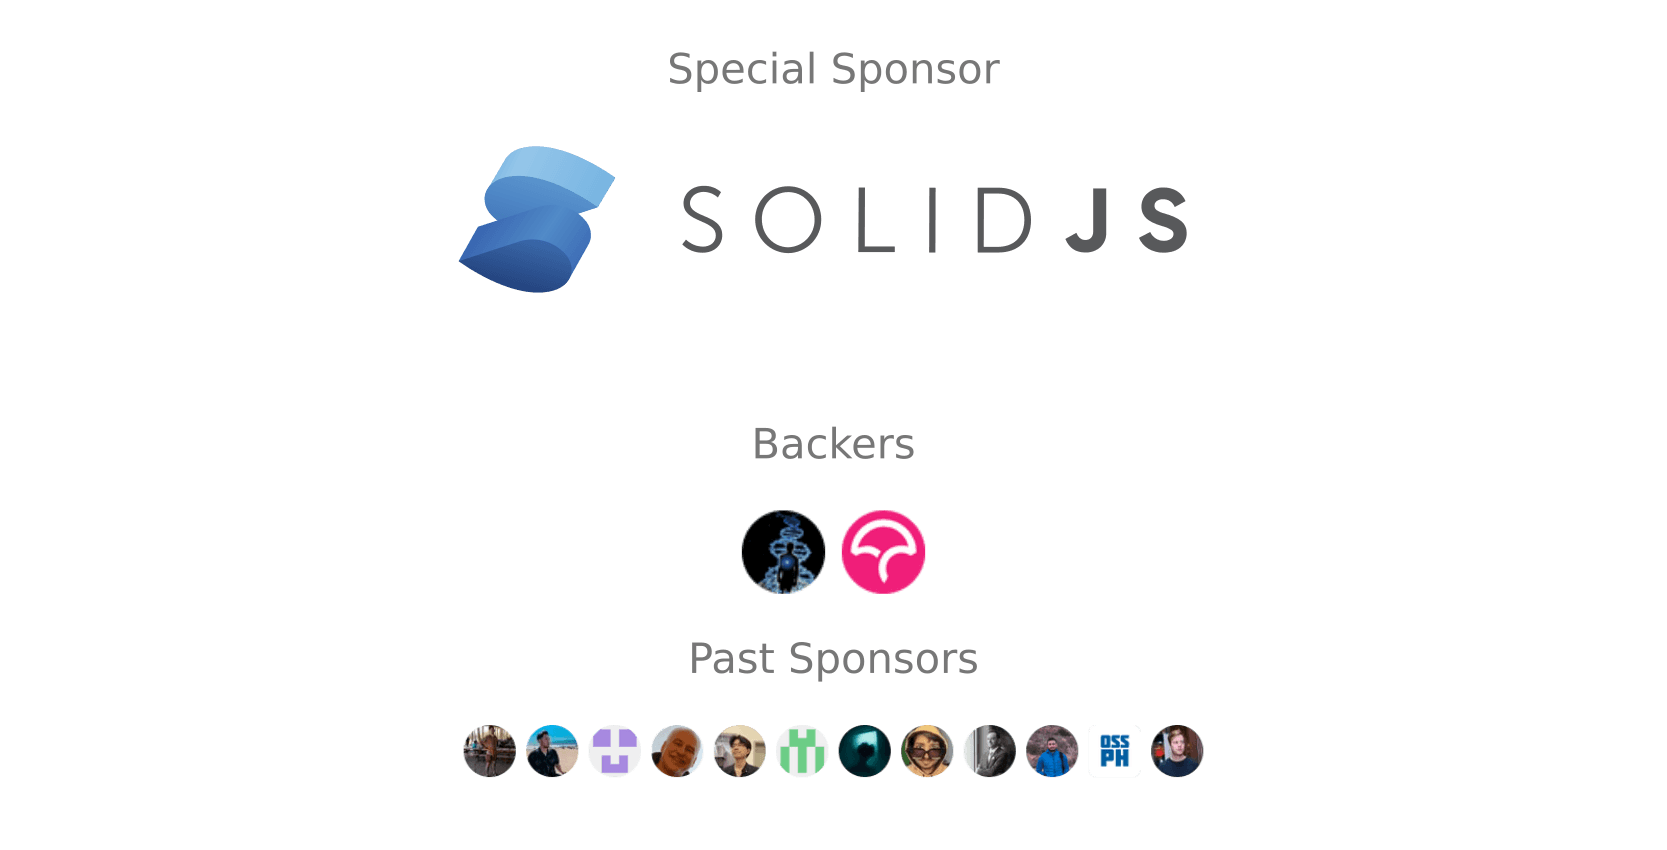 Special Sponsor
SOLIDJS
Backers
Past Sponsors
OSS
PH